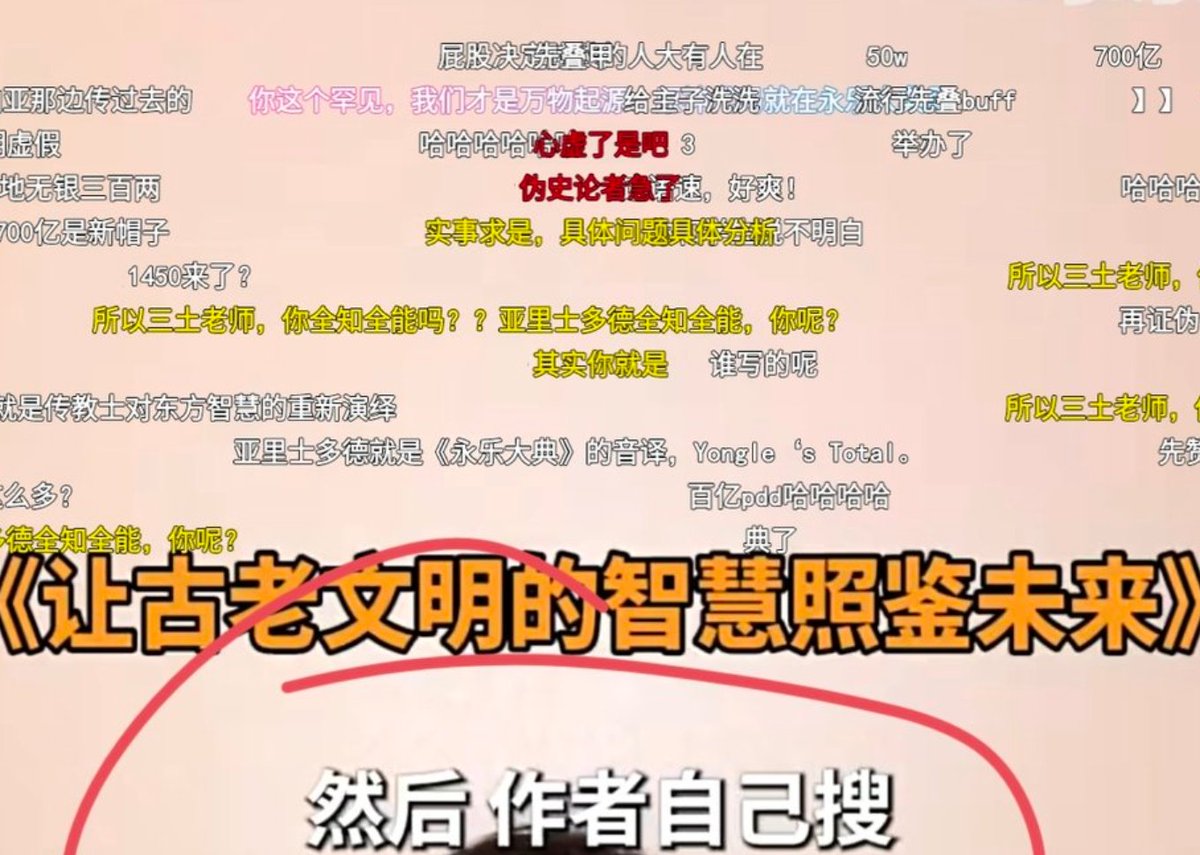 屁股决定 先叠甲 的人大有人在 50w 700亿
亚那边传过去的 你这个罕见，我们才是万物起源 给主子洗洗 就在永乐 流行先叠buff 】】
明虚假 哈哈哈哈哈 心虚了是吧 3 举办了
地无银三百两 伪史论者急了 语速，好爽！ 哈哈哈
700亿是新帽子 实事求是，具体问题具体分析 说不明白
1450来了？ 所以三土老师，
所以三土老师，你全知全能吗？？亚里士多德全知全能，你呢？ 再证伪
其实你就是 谁写的呢
就是传教士对东方智慧的重新演绎 所以三土老师，
亚里士多德就是《永乐大典》的音译，Yongle‘s Total。 先赞
这么多？ 百亿pdd哈哈哈哈
多德全知全能，你呢？ 典了
《让古老文明的智慧照鉴未来》
然后 作者自己搜